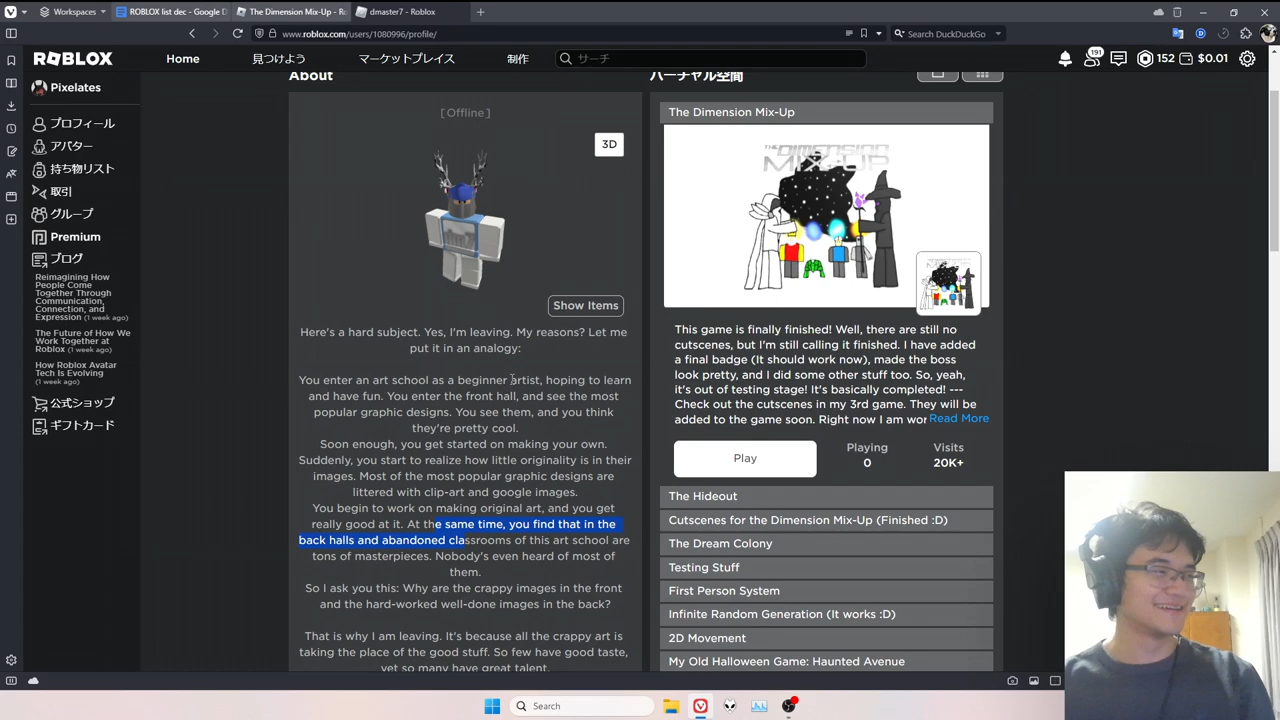 Workspaces
ROBLOX list dec - Google D
The Dimension Mix-Up - Ro
dmaster7 - Roblox
www.roblox.com/users/1080996/profile/
Search DuckDuckGo
ROBLOX
Home
見つけよう
マーケットプレイス
制作
サーチ
191
152
$0.01
Pixelates
プロフィール
アバター
持ち物リスト
取引
グループ
Premium
ブログ
Reimagining How
People Come
Together Through
Communication,
Connection, and
Expression (1 week ago)
The Future of How We
Work Together at
Roblox (1 week ago)
How Roblox Avatar
Tech Is Evolving
(1 week ago)
公式ショップ
ギフトカード
About
[Offline]
3D
Show Items
Here's a hard subject. Yes, I'm leaving. My reasons? Let me
put it in an analogy:
You enter an art school as a beginner artist, hoping to learn
and have fun. You enter the front hall, and see the most
popular graphic designs. You see them, and you think
they're pretty cool.
Soon enough, you get started on making your own.
Suddenly, you start to realize how little originality is in their
images. Most of the most popular graphic designs are
littered with clip-art and google images.
You begin to work on making original art, and you get
really good at it. At the same time, you find that in the
back halls and abandoned classrooms of this art school are
tons of masterpieces. Nobody's even heard of most of
them.
So I ask you this: Why are the crappy images in the front
and the hard-worked well-done images in the back?
That is why I am leaving. It's because all the crappy art is
taking the place of the good stuff. So few have good taste,
yet so many have great talent.
バーチャル空間
The Dimension Mix-Up
THE DIMENSION
MIX-UP
This game is finally finished! Well, there are still no
cutscenes, but I'm still calling it finished. I have added
a final badge (It should work now), made the boss
look pretty, and I did some other stuff too. So, yeah,
it's out of testing stage! It's basically completed! ---
Check out the cutscenes in my 3rd game. They will be
added to the game soon. Right now I am wor Read More
Play
Playing
0
Visits
20K+
The Hideout
Cutscenes for the Dimension Mix-Up (Finished :D)
The Dream Colony
Testing Stuff
First Person System
Infinite Random Generation (It works :D)
2D Movement
My Old Halloween Game: Haunted Avenue
Search